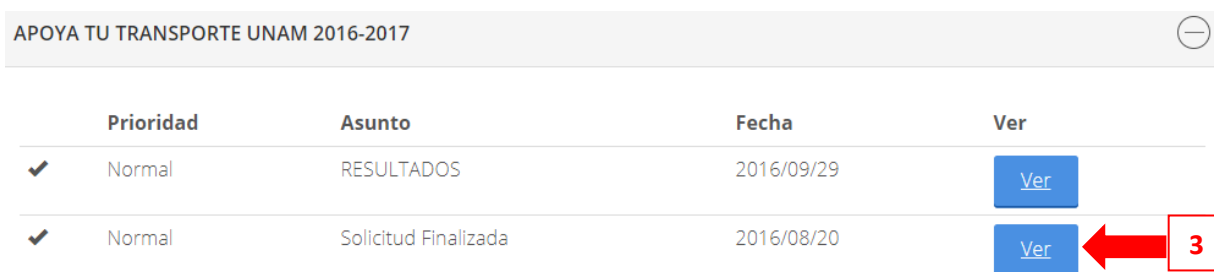 APOYA TU TRANSPORTE UNAM 2016-2017
Prioridad Asunto Fecha Ver
Normal RESULTADOS 2016/09/29 Ver
Normal Solicitud Finalizada 2016/08/20 Ver 3